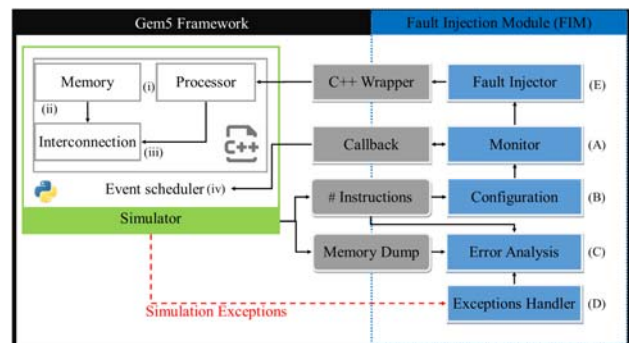 Gem5 Framework
Fault Injection Module (FIM)
Memory
(i)
Processor
C++ Wrapper
Fault Injector
(E)
(ii)
Interconnection
(iii)
C++
Callback
Monitor
(A)
Event scheduler (iv)
# Instructions
Configuration
(B)
Simulator
Memory Dump
Error Analysis
(C)
Simulation Exceptions
Exceptions Handler
(D)